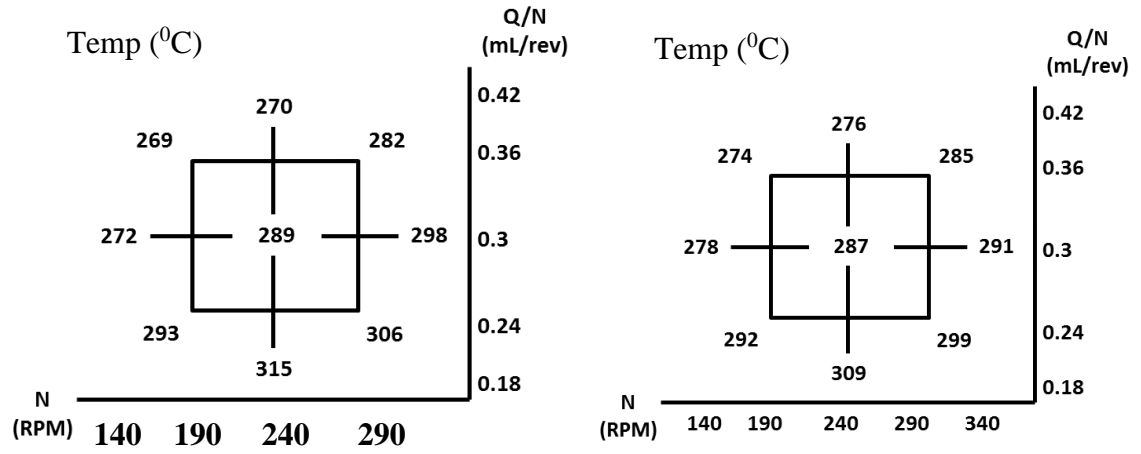 Temp (⁰C)
Q/N
(mL/rev)
0.42
270
269
282
0.36
272
289
298
0.3
293
306
0.24
315
0.18
N
(RPM)
140 190 240 290
Temp (⁰C)
Q/N
(mL/rev)
0.42
276
274
285
0.36
278
287
291
0.3
292
299
0.24
309
0.18
N
(RPM)
140 190 240 290 340